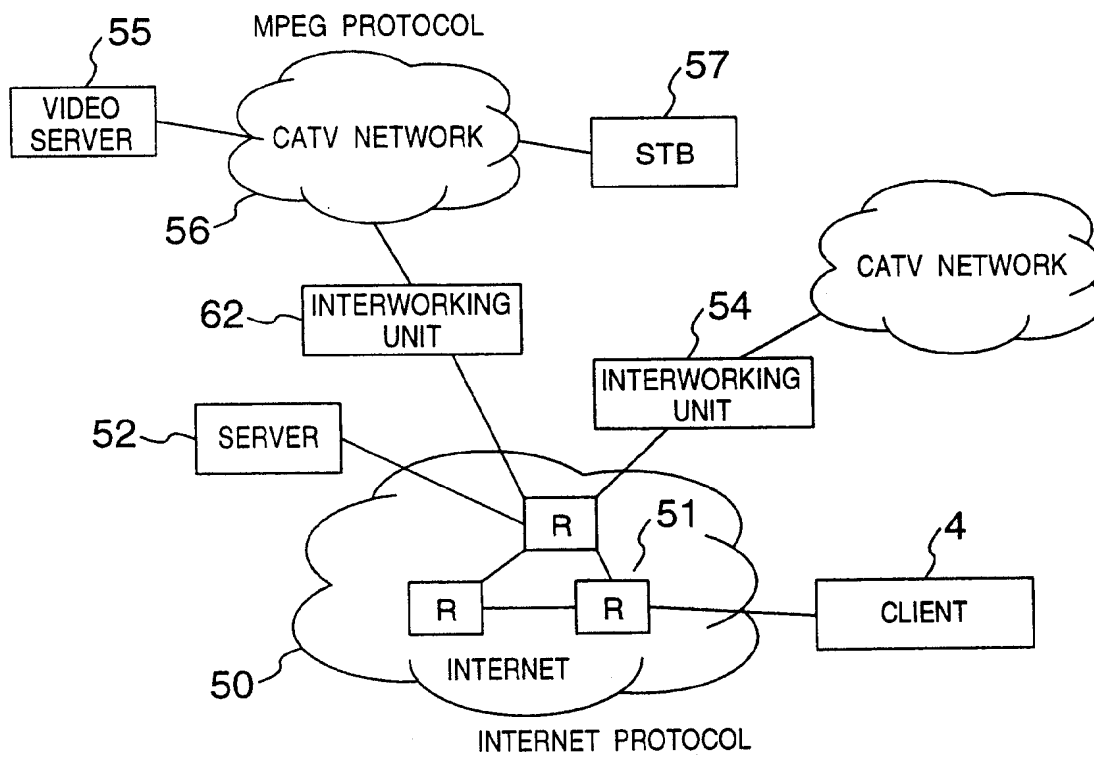 MPEG PROTOCOL
55
VIDEO
SERVER
CATV NETWORK
57
STB
56
CATV NETWORK
62
INTERWORKING
UNIT
54
INTERWORKING
UNIT
52
SERVER
R
51
R
R
4
CLIENT
INTERNET
50
INTERNET PROTOCOL